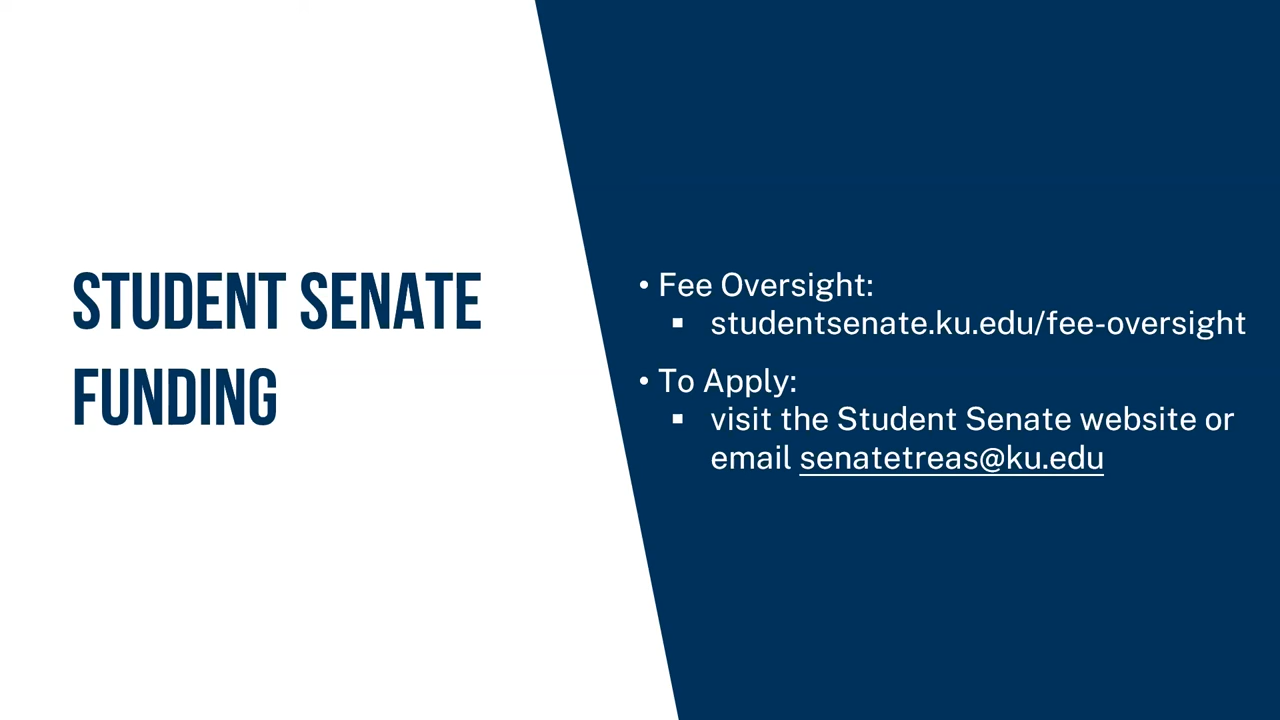 STUDENT SENATE
FUNDING
• Fee Oversight:
▪ studentsenate.ku.edu/fee-oversight
• To Apply:
▪ visit the Student Senate website or
email senatetreas@ku.edu